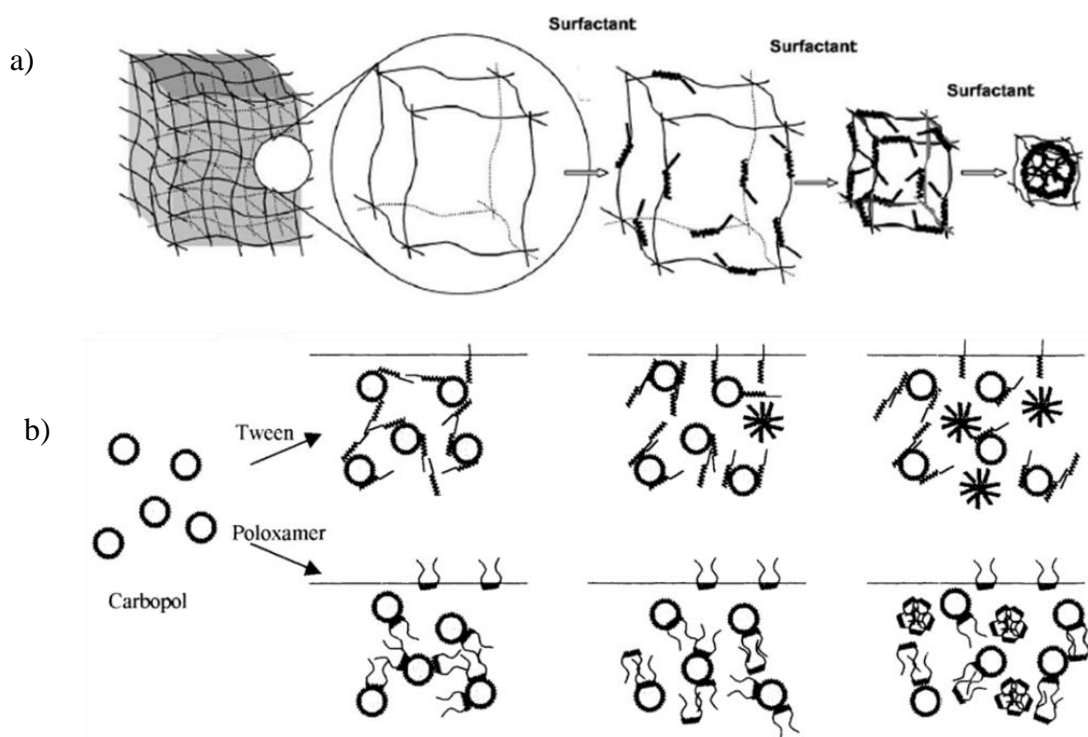 a)
Surfactant
Surfactant
Surfactant
b)
Tween
Poloxamer
Carbopol